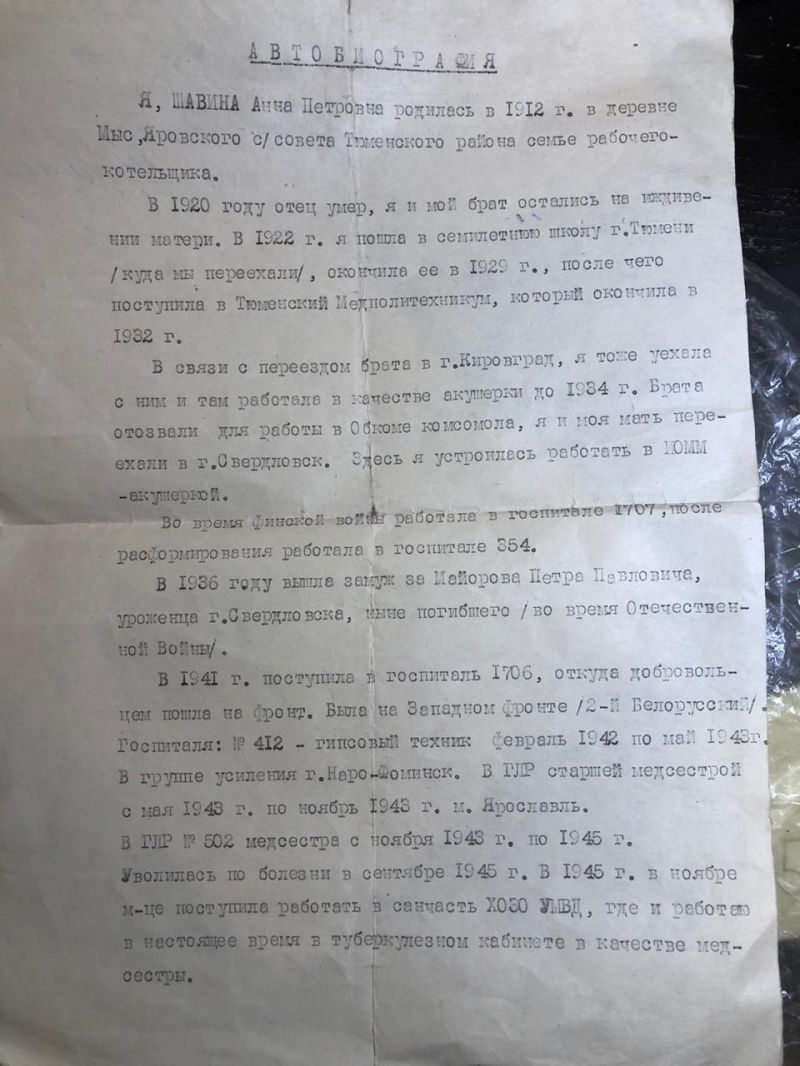 АВТОБИОГРАФИЯ
Я, ШАВИНА Анна Петровна родилась в 1912 г. в деревне
Мыс, Яровского с/совета Тюменского района семье рабочего-
котельщика.
В 1920 году отец умер, я и мой брат остались на иждиве-
нии матери. В 1922 г. я пошла в семилетнюю школу г.Тюмени
/куда мы переехали/, окончила ее в 1929 г., после чего
поступила в Тюменский Медполитехникум, который окончила в
1932 г.
В связи с переездом брата в г.Кировград, я тоже уехала
с ним и там работала в качестве акушерки до 1934 г. Брата
отозвали для работы в Обкоме комсомола, я и моя мать пере-
ехали в г.Свердловск. Здесь я устроилась работать в ЮОММ
-акушеркой.
Во время финской войны работала в госпитале 1707, после
расформирования работала в госпитале 354.
В 1936 году вышла замуж за Майорова Петра Павловича,
уроженца г.Свердловска, ныне погибшего /во время Отечествен-
ной Войны/.
В 1941 г. поступила в госпиталь 1706, откуда доброволь-
цем пошла на фронт. Была на Западном фронте /2-й Белорусский/.
Госпиталя: № 412 - гипсовый техник февраль 1942 по май 1943г.
В группе усиления г.Наро-Фоминск. В ГЛР старшей медсестрой
с мая 1943 г. по ноябрь 1943 г. м. Ярославль.
В ГЛР № 502 медсестра с ноября 1943 г. по 1945 г.
Уволилась по болезни в сентябре 1945 г. В 1945 г. в ноябре
м-це поступила работать в санчасть ХОЗО УМВД, где и работаю
в настоящее время в туберкулезном кабинете в качестве мед-
сестры.